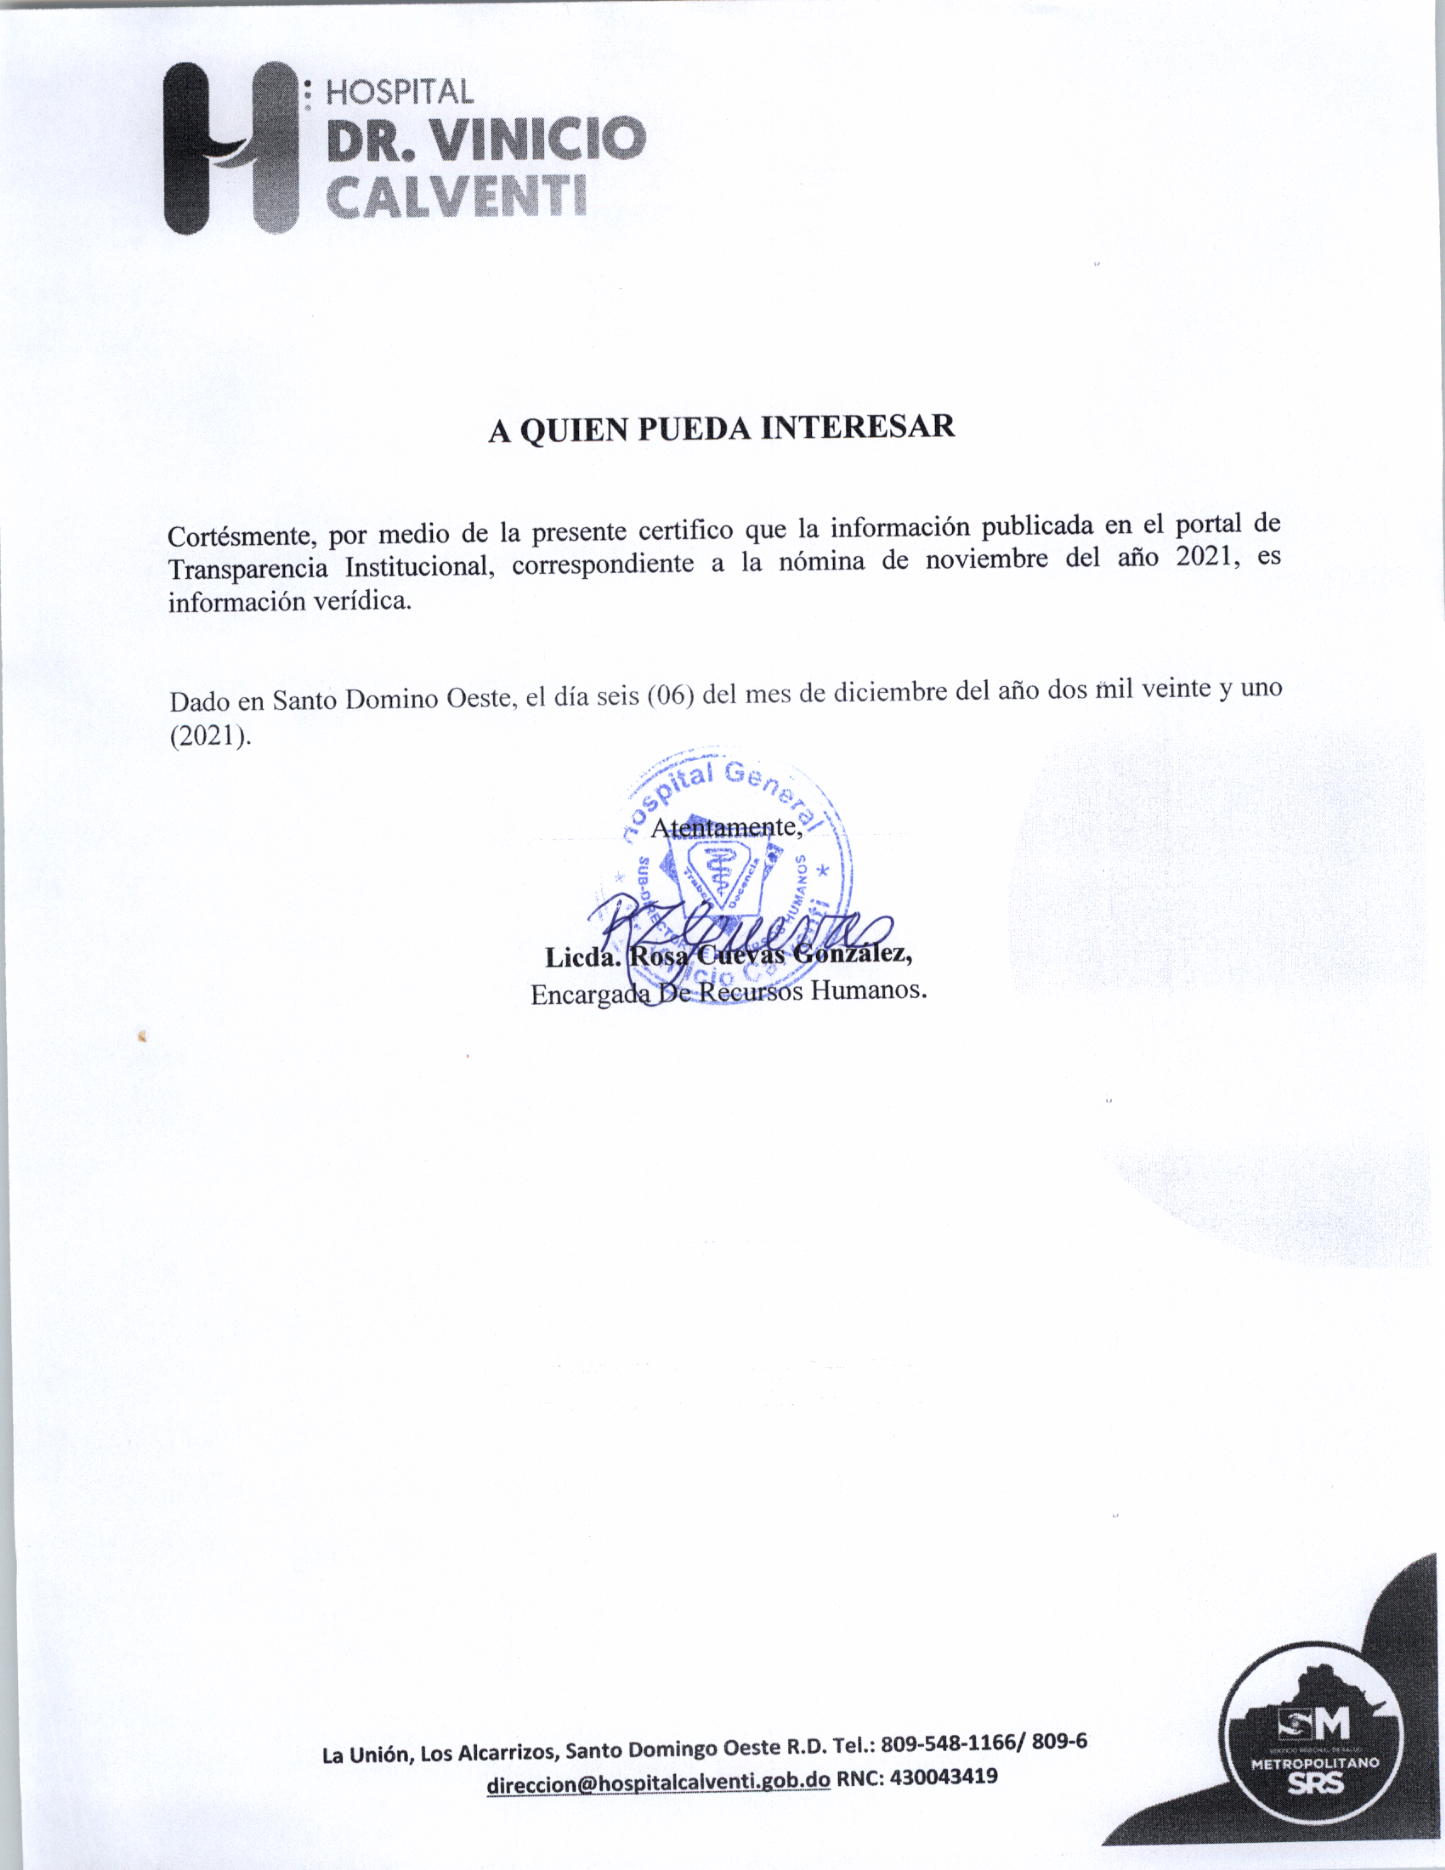 HOSPITAL
DR. VINICIO
CALVENTI
A QUIEN PUEDA INTERESAR
Cortésmente, por medio de la presente certifico que la información publicada en el portal de
Transparencia Institucional, correspondiente a la nómina de noviembre del año 2021, es
información verídica.
Dado en Santo Domino Oeste, el día seis (06) del mes de diciembre del año dos mil veinte y uno
(2021).
Hospital General
Atentamente,
Docencia
HUMANOS
Licda. Rosa Cuevas González,
Encargada De Recursos Humanos.
La Unión, Los Alcarrizos, Santo Domingo Oeste R.D. Tel.: 809-548-1166/ 809-6
direccion@hospitalcalventi.gob.do RNC: 430043419
SM
METROPOLITANO
SRS